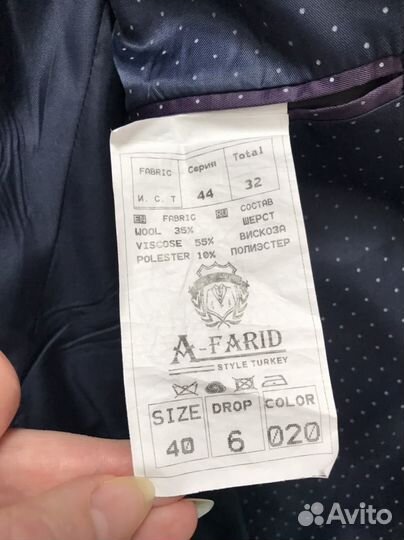 FABRIC Серия Total
И.С.Т 44 32
EN FABRIC RU СОСТАВ
WOOL 35% ШЕРСТ
VISCOSE 55% ВИСКОЗА
POLESTER 10% ПОЛИЭСТЕР
A-FARID
STYLE TURKEY
SIZE DROP COLOR
40 6 020
Avito